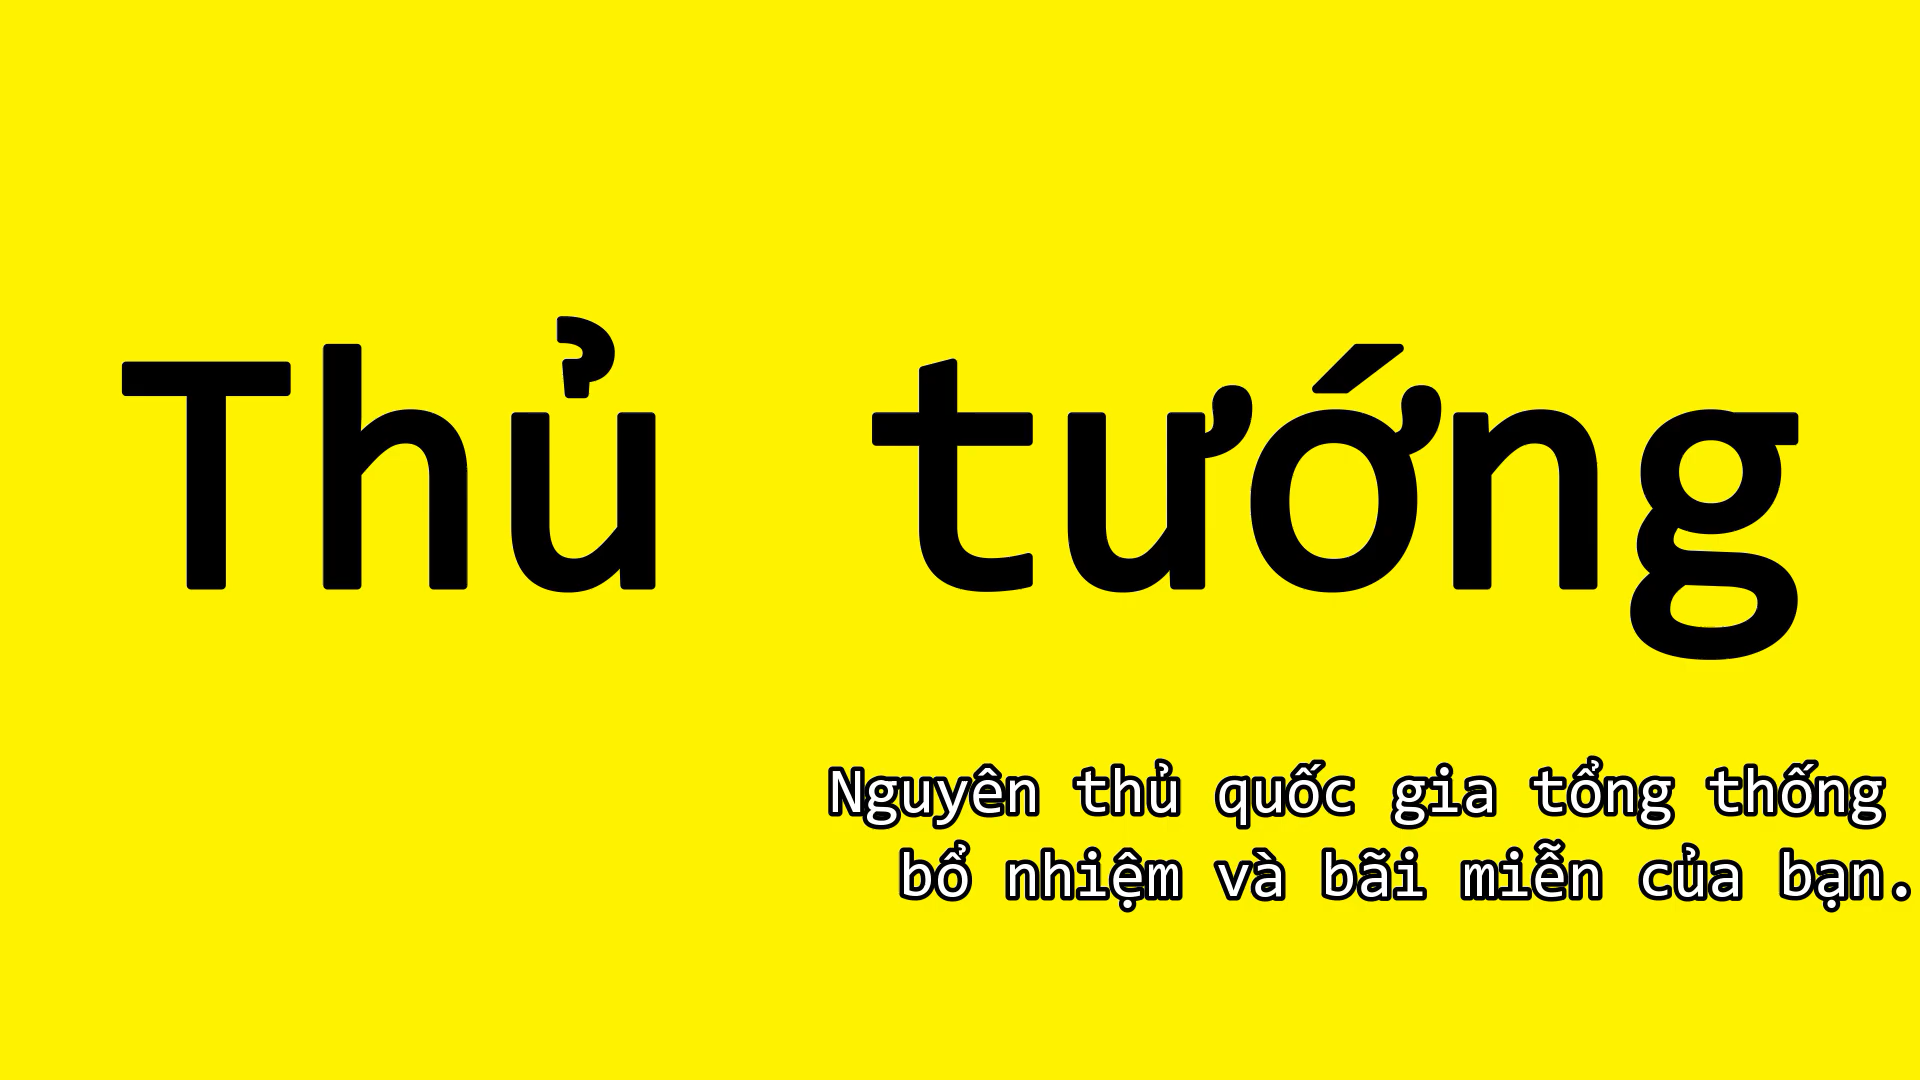 Thủ tướng
Nguyên thủ quốc gia tổng thống
bổ nhiệm và bãi miễn của bạn.